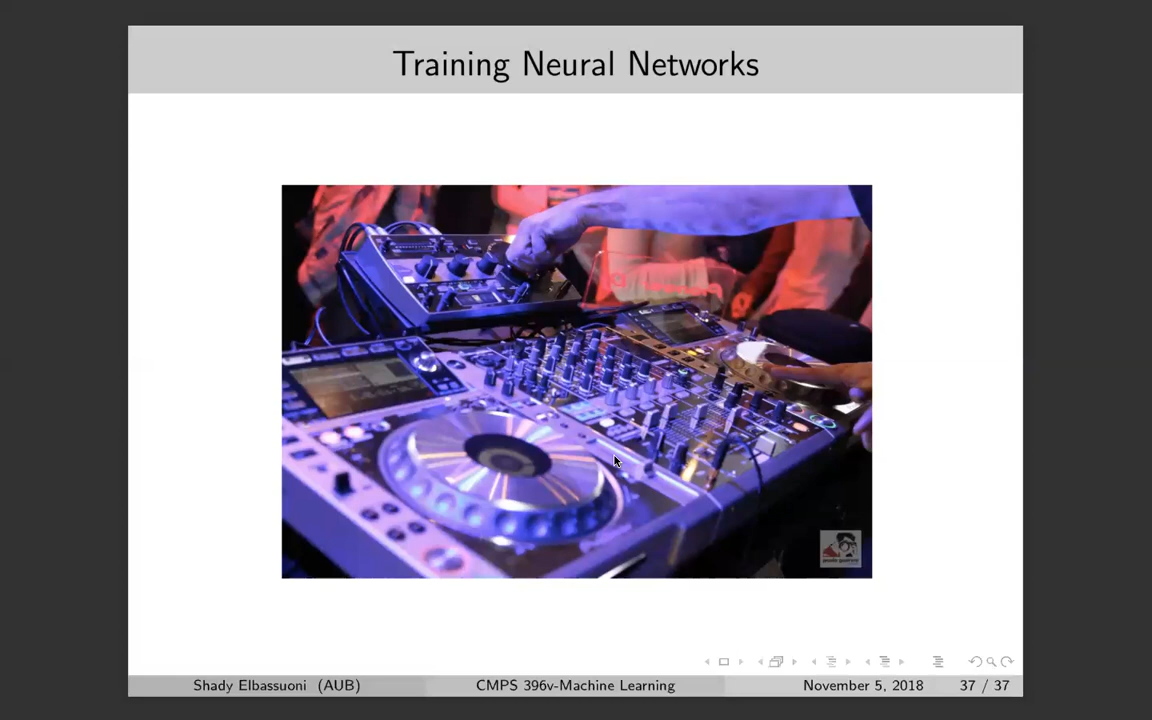 Training Neural Networks
Shady Elbassuoni (AUB)
CMPS 396v-Machine Learning
November 5, 2018
37 / 37